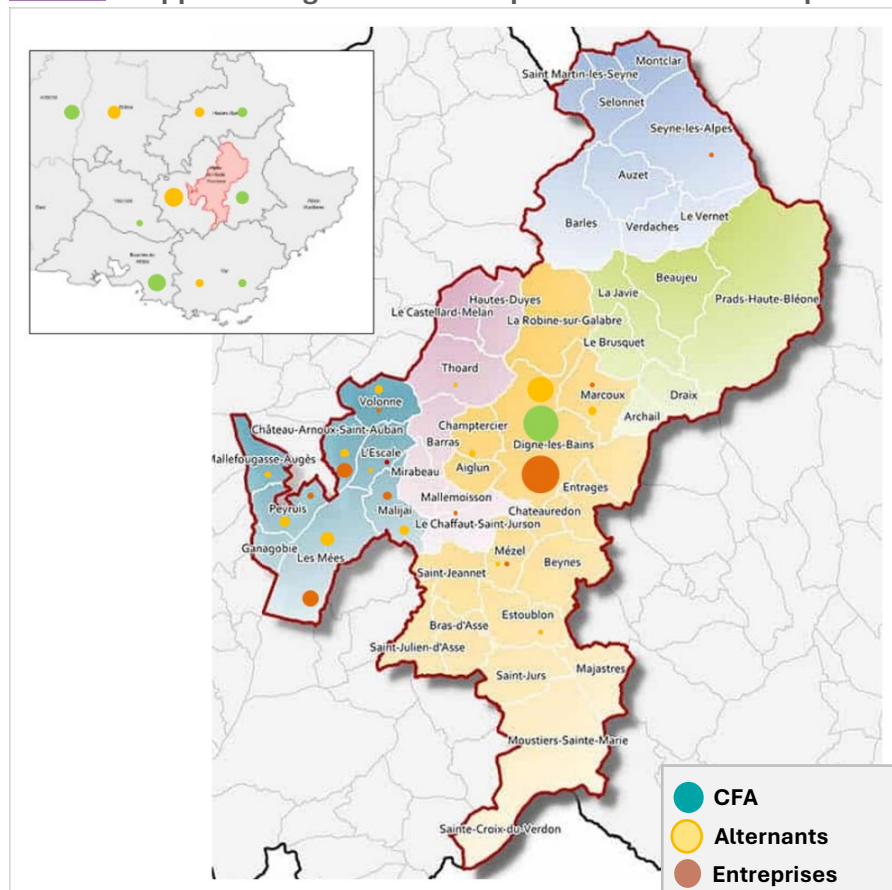 Montclar
Saint Martin-les-Seyne
Selonnet
Seyne-les-Alpes
Auzet
Le Vernet
Barles
Verdaches
Beaujeu
La Javie
Prads-Haute-Bléone
Hautes-Duyes
Le Castellard-Melan
La Robine-sur-Galabre
Le Brusquet
Thoard
Marcoux
Draix
Volonne
Archail
Champtercier
Château-Arnoux-Saint-Auban
Barras
Digne-les-Bains
L'Escale
Mallefougasse-Augès
Mirabeau
Aiglun
Entrages
Mallemoisson
Peyruis
Malijai
Chateauredon
Le Chaffaut-Saint-Jurson
Ganagobie
Les Mées
Mézel
Beynes
Saint-Jeannet
Estoublon
Bras-d'Asse
Saint-Julien-d'Asse
Majastres
Saint-Jurs
Moustiers-Sainte-Marie
Sainte-Croix-du-Verdon
CFA
Alternants
Entreprises